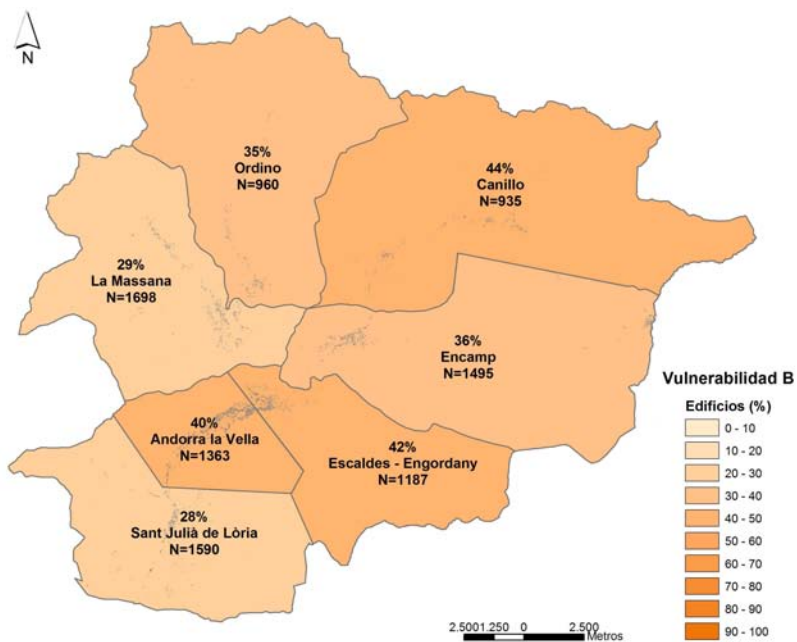 N
35%
Ordino
N=960
44%
Canillo
N=935
29%
La Massana
N=1698
36%
Encamp
N=1495
40%
Andorra la Vella
N=1363
42%
Escaldes - Engordany
N=1187
28%
Sant Julià de Lòria
N=1590
Vulnerabilidad B
Edificios (%)
0 - 10
10 - 20
20 - 30
30 - 40
40 - 50
50 - 60
60 - 70
70 - 80
80 - 90
90 - 100
2.5001.250 0 2.500
Metros